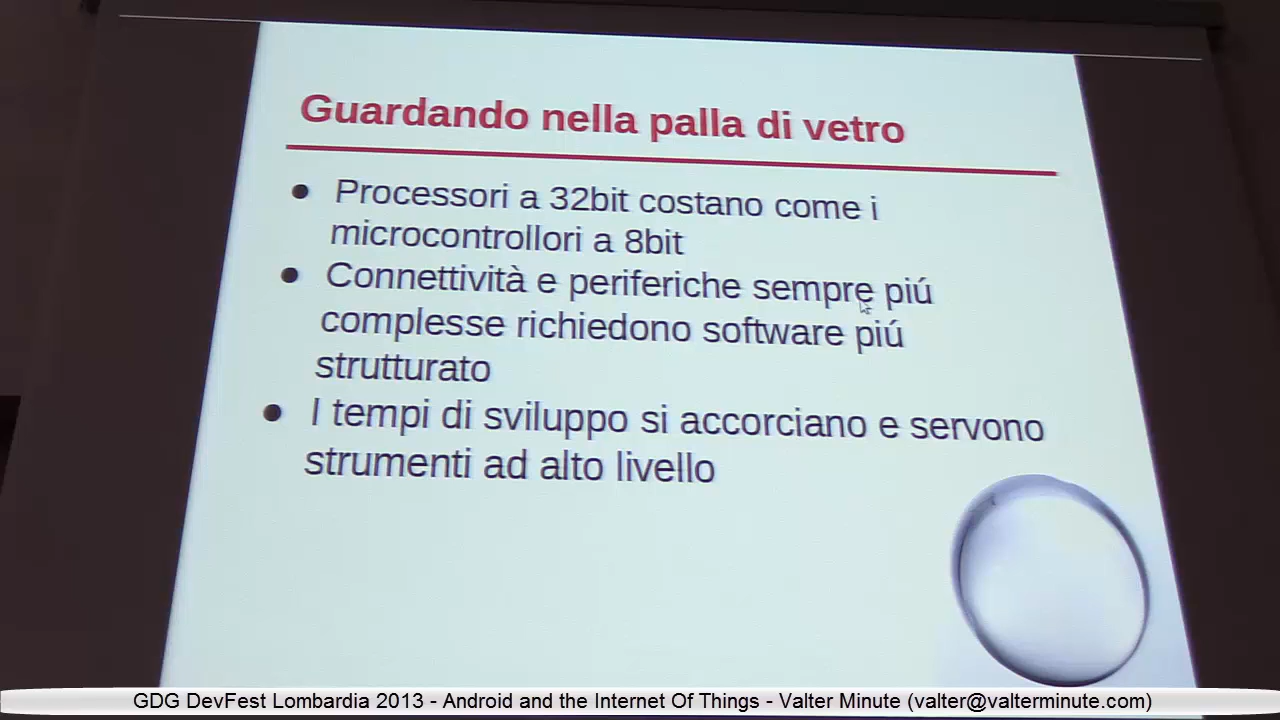 Guardando nella palla di vetro
● Processori a 32bit costano come i
microcontrollori a 8bit
● Connettività e periferiche sempre piú
complesse richiedono software piú
strutturato
● I tempi di sviluppo si accorciano e servono
strumenti ad alto livello
GDG DevFest Lombardia 2013 - Android and the Internet Of Things - Valter Minute (valter@valterminute.com)